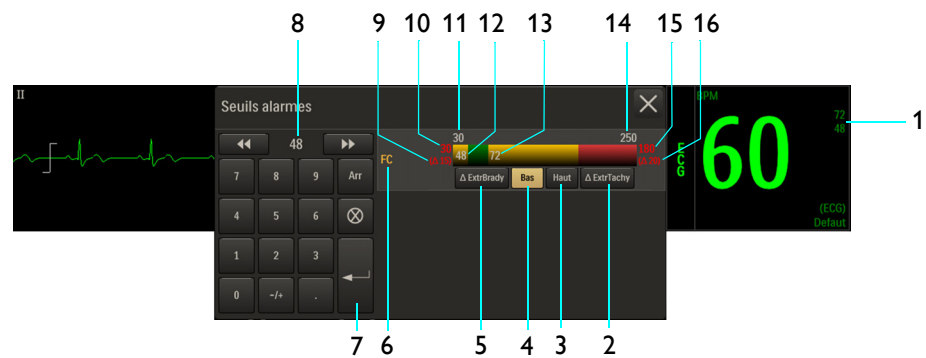 8 9 10 11 12 13 14 15 16
II
Seuils alarmes
48
7 8 9 Arr
4 5 6
1 2 3
0 -/+ .
30 250
30 180
FC
48 72
Δ ExtrBrady Bas Haut Δ ExtrTachy
ECG
BPM
60
72
48
(ECG)
Defaut
1
7 6 5 4 3 2